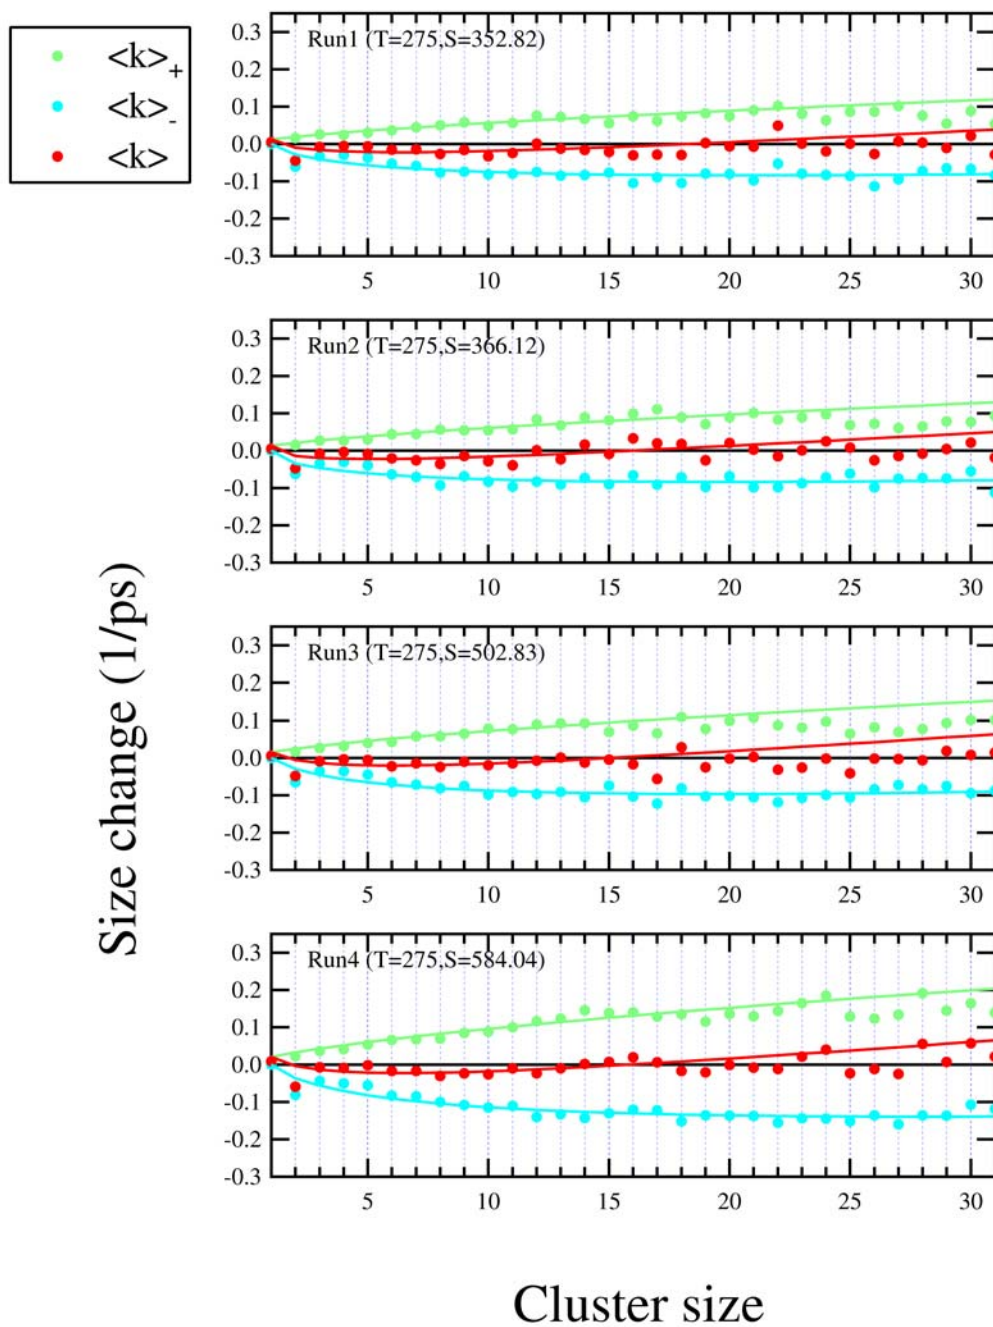 <k>+
<k>-
<k>
Size change (1/ps)
Run1 (T=275,S=352.82)
0.3
0.2
0.1
0.0
-0.1
-0.2
-0.3
5 10 15 20 25 30
Run2 (T=275,S=366.12)
0.3
0.2
0.1
0.0
-0.1
-0.2
-0.3
5 10 15 20 25 30
Run3 (T=275,S=502.83)
0.3
0.2
0.1
0.0
-0.1
-0.2
-0.3
5 10 15 20 25 30
Run4 (T=275,S=584.04)
0.3
0.2
0.1
0.0
-0.1
-0.2
-0.3
5 10 15 20 25 30
Cluster size